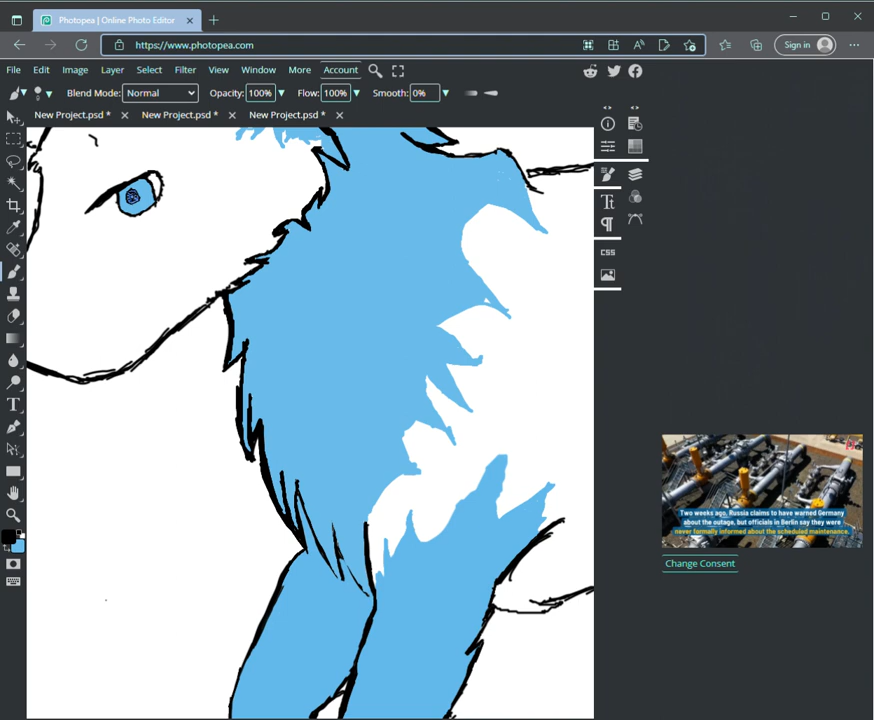 Photopea | Online Photo Editor
https://www.photopea.com
Sign in
File Edit Image Layer Select Filter View Window More Account
Blend Mode: Normal Opacity: 100% Flow: 100% Smooth: 0%
New Project.psd * New Project.psd * New Project.psd *
CSS
Two weeks ago, Russia claims to have warned Germany
about the outage, but officials in Berlin say they were
never formally informed about the scheduled maintenance.
Change Consent